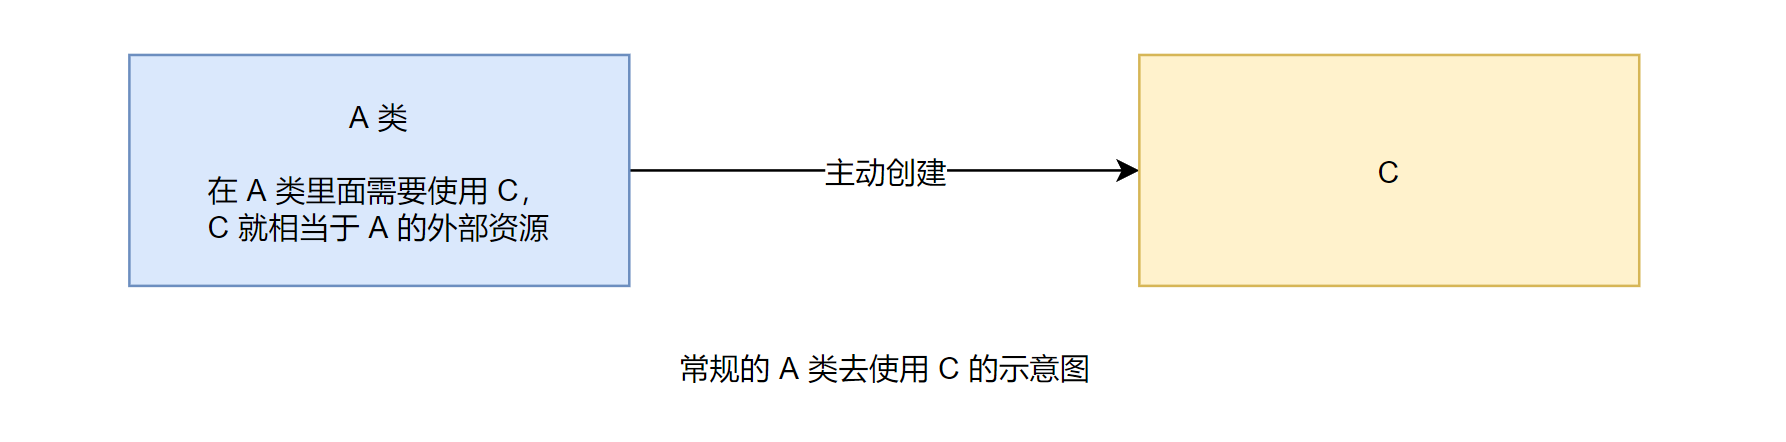 A 类
在 A 类里面需要使用 C，
C 就相当于 A 的外部资源
主动创建
C
常规的 A 类去使用 C 的示意图